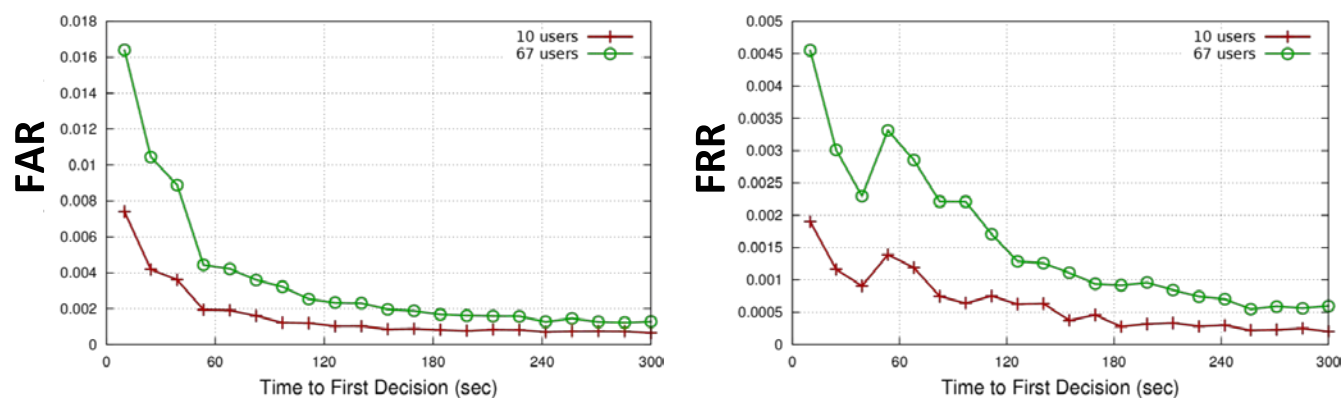 FAR
0.018
0.016
0.014
0.012
0.01
0.008
0.006
0.004
0.002
0
0 60 120 180 240 300
Time to First Decision (sec)
10 users
67 users
FRR
0.005
0.0045
0.004
0.0035
0.003
0.0025
0.002
0.0015
0.001
0.0005
0
0 60 120 180 240 300
Time to First Decision (sec)
10 users
67 users